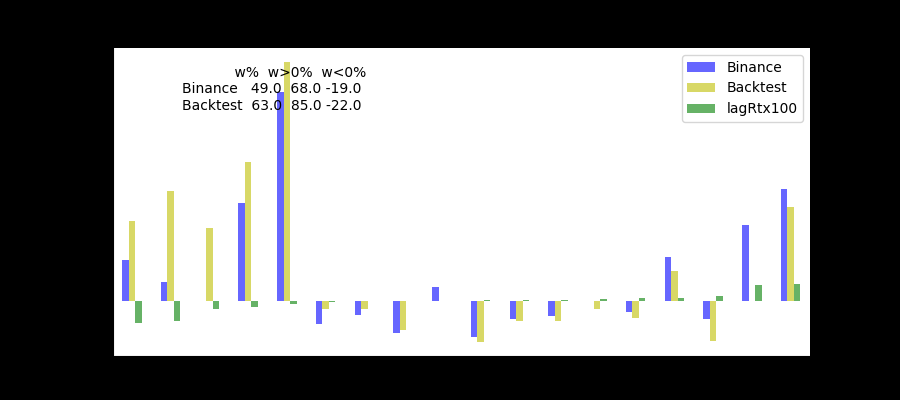 w% w>0% w<0%
Binance 49.0 68.0 -19.0
Backtest 63.0 85.0 -22.0
Binance
Backtest
lagRtx100